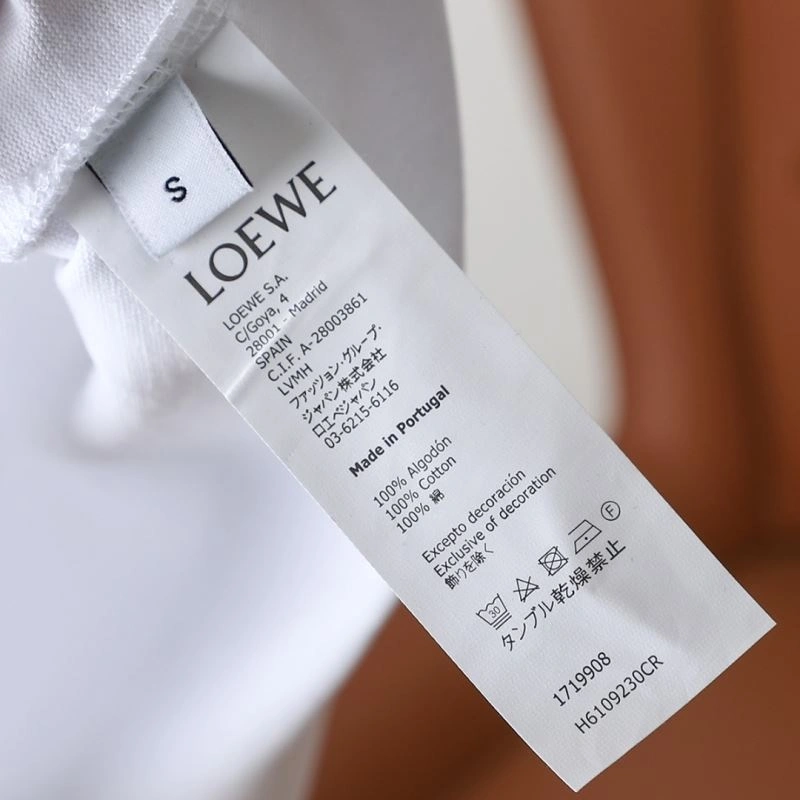 S
LOEWE
LOEWE S.A.
C/Goya, 4
28001 - Madrid
SPAIN
C.I.F. A-28003861
LVMH
ファッション・グループ・
ジャパン株式会社
ロエベジャパン
03-6215-6116
Made in Portugal
100% Algodón
100% Cotton
100% 綿
Excepto decoración
Exclusive of decoration
飾りを除く
30 F
タンブル乾燥禁止
1719908
H6109230CR